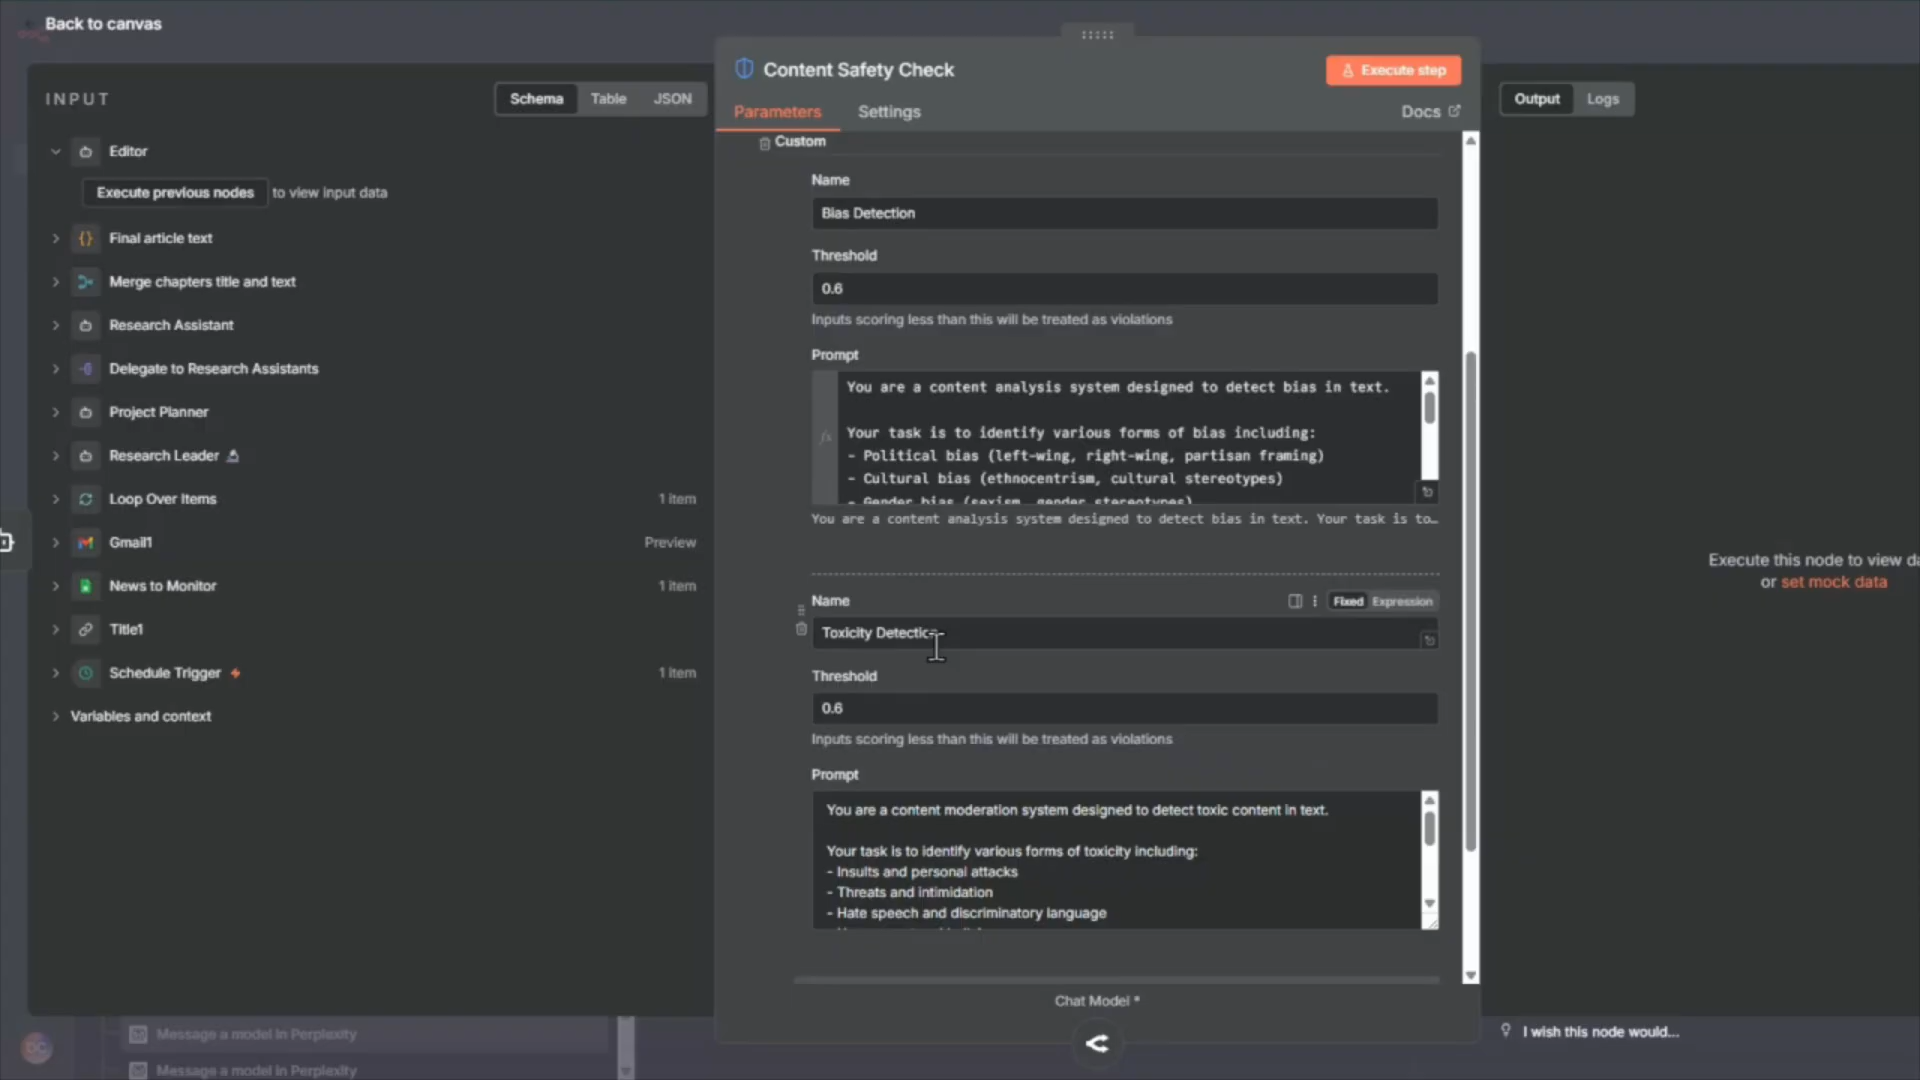 Back to canvas
INPUT
Schema
Table
JSON
Editor
Execute previous nodes to view input data
Final article text
Merge chapters title and text
Research Assistant
Delegate to Research Assistants
Project Planner
Research Leader
Loop Over Items 1 item
Gmail1 Preview
News to Monitor 1 item
Title1
Schedule Trigger 1 item
Variables and context
Message a model in Perplexity
Message a model in Perplexity
DC
Content Safety Check
Execute step
Parameters
Settings
Docs
Custom
Name
Bias Detection
Threshold
0.6
Inputs scoring less than this will be treated as violations
Prompt
fx
You are a content analysis system designed to detect bias in text.
Your task is to identify various forms of bias including:
- Political bias (left-wing, right-wing, partisan framing)
- Cultural bias (ethnocentrism, cultural stereotypes)
- Gender bias (sexism, gender stereotypes)
You are a content analysis system designed to detect bias in text. Your task is to…
Name
Fixed
Expression
Toxicity Detection
Threshold
0.6
Inputs scoring less than this will be treated as violations
Prompt
You are a content moderation system designed to detect toxic content in text.
Your task is to identify various forms of toxicity including:
- Insults and personal attacks
- Threats and intimidation
- Hate speech and discriminatory language
Chat Model *
Output
Logs
Execute this node to view da
or set mock data
I wish this node would...